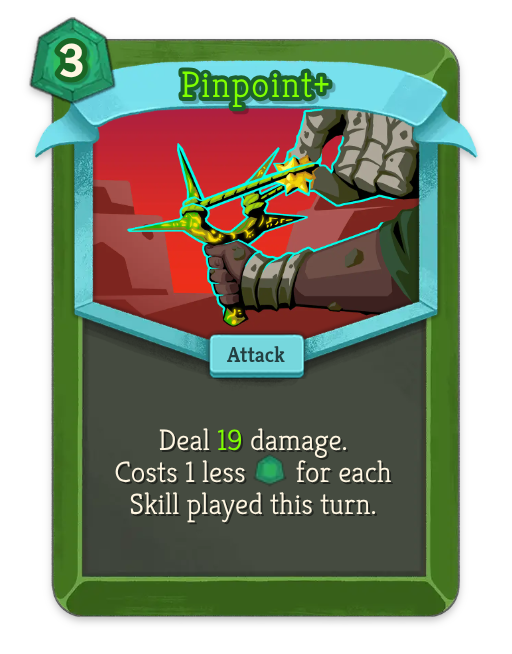 3
Pinpoint+
Attack
Deal 19 damage.
Costs 1 less for each
Skill played this turn.